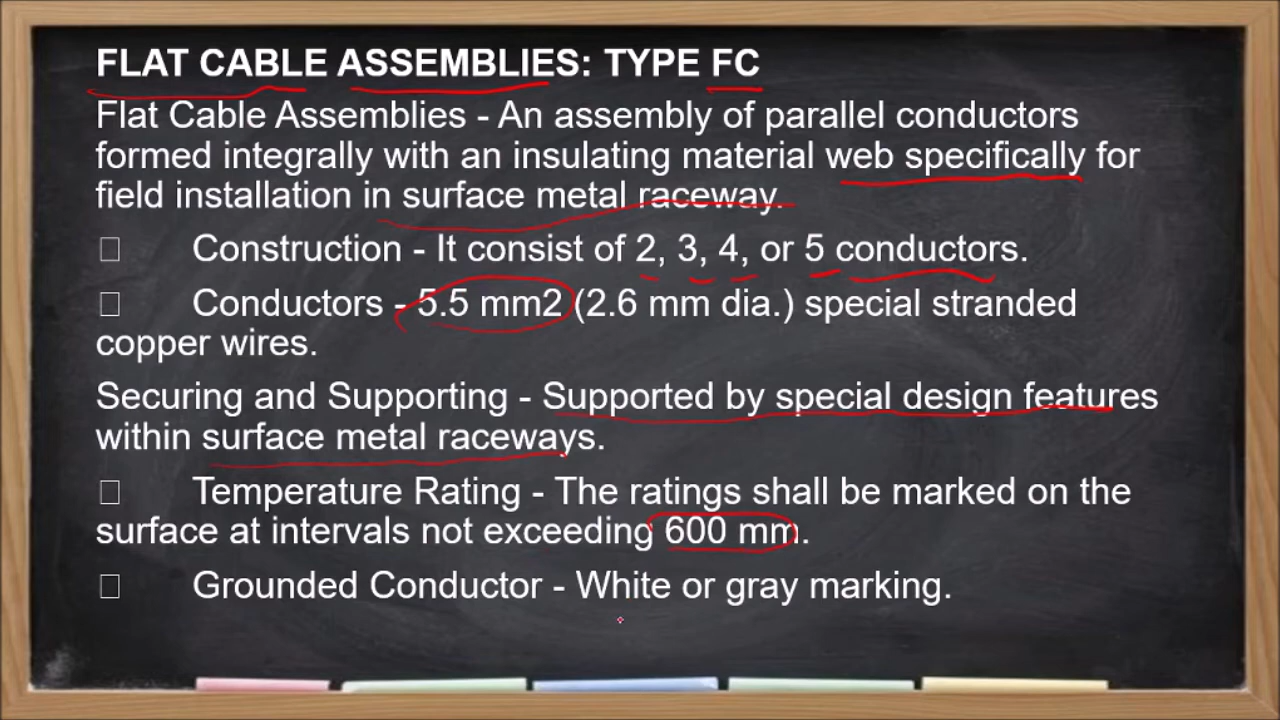 FLAT CABLE ASSEMBLIES: TYPE FC
Flat Cable Assemblies - An assembly of parallel conductors
formed integrally with an insulating material web specifically for
field installation in surface metal raceway.
Construction - It consist of 2, 3, 4, or 5 conductors.
Conductors - 5.5 mm2 (2.6 mm dia.) special stranded
copper wires.
Securing and Supporting - Supported by special design features
within surface metal raceways.
Temperature Rating - The ratings shall be marked on the
surface at intervals not exceeding 600 mm.
Grounded Conductor - White or gray marking.